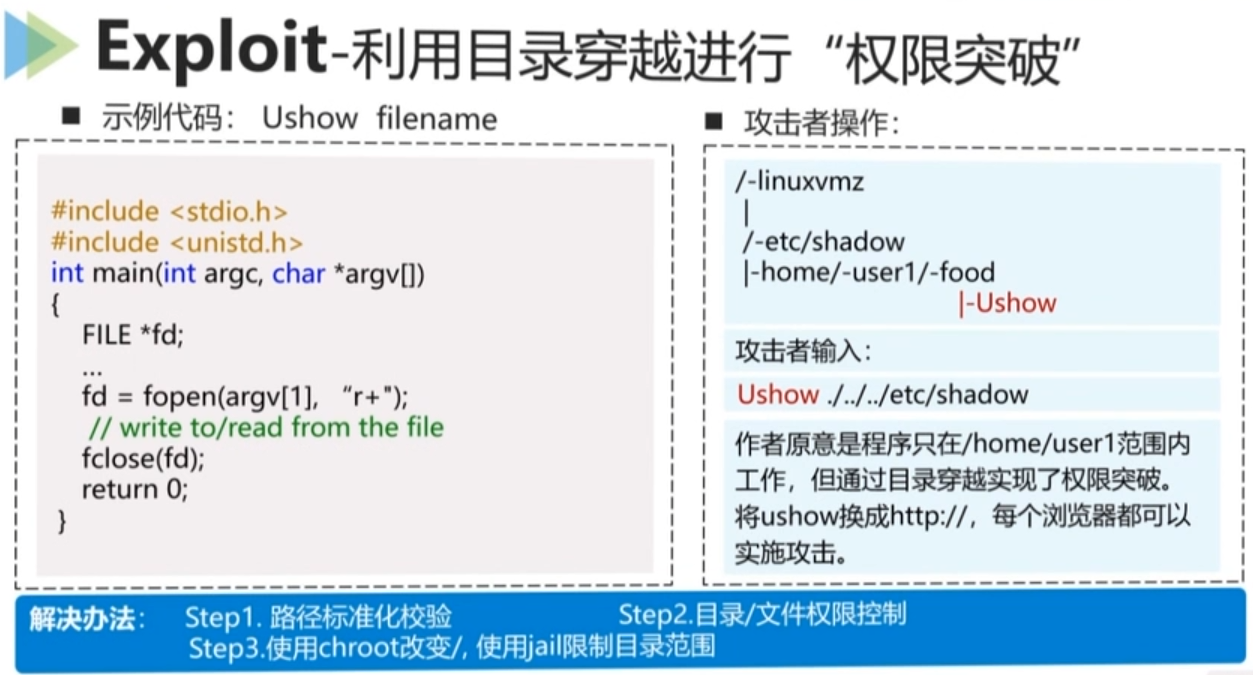 Exploit-利用目录穿越进行“权限突破”
■ 示例代码： Ushow filename
#include <stdio.h>
#include <unistd.h>
int main(int argc, char *argv[])
{
FILE *fd;
...
fd = fopen(argv[1], “r+");
// write to/read from the file
fclose(fd);
return 0;
}
■ 攻击者操作：
/-linuxvmz
|
/-etc/shadow
|-home/-user1/-food
|-Ushow
攻击者输入：
Ushow ./../../etc/shadow
作者原意是程序只在/home/user1范围内
工作，但通过目录穿越实现了权限突破。
将ushow换成http://，每个浏览器都可以
实施攻击。
解决办法： Step1. 路径标准化校验 Step2.目录/文件权限控制
Step3.使用chroot改变/, 使用jail限制目录范围